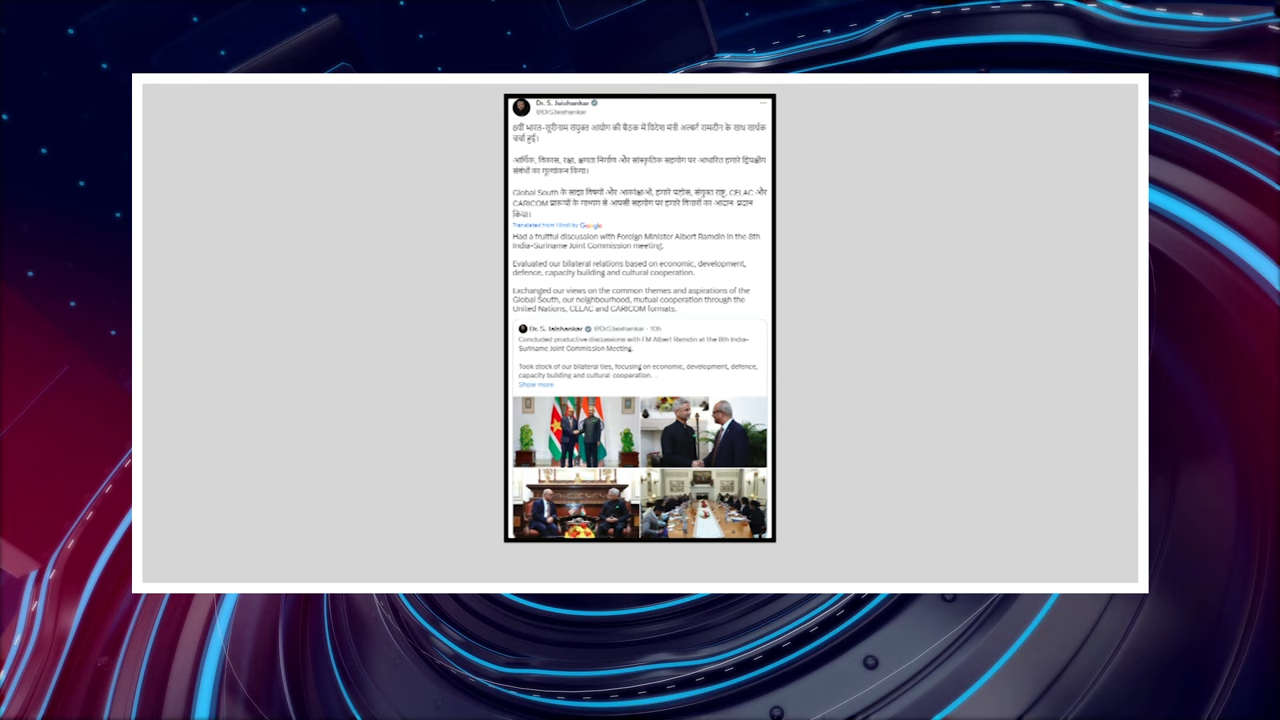 Dr. S. Jaishankar
@DrSJaishankar
8वीं भारत-सूरीनाम संयुक्त आयोग की बैठक में विदेश मंत्री अल्बर्ट रामदीन के साथ सार्थक
चर्चा हुई।
आर्थिक, विकास, रक्षा, क्षमता निर्माण और सांस्कृतिक सहयोग पर आधारित हमारे द्विपक्षीय
संबंधों का मूल्यांकन किया।
Global South के साझा विषयों और आकांक्षाओं, हमारे पड़ोस, संयुक्त राष्ट्र, CELAC और
CARICOM प्रारूपों के माध्यम से आपसी सहयोग पर हमारे विचारों का आदान-प्रदान
किया।
Translated from Hindi by Google
Had a fruitful discussion with Foreign Minister Albert Ramdin in the 8th
India-Suriname Joint Commission meeting.
Evaluated our bilateral relations based on economic, development,
defence, capacity building and cultural cooperation.
Exchanged our views on the common themes and aspirations of the
Global South, our neighbourhood, mutual cooperation through the
United Nations, CELAC and CARICOM formats.
Dr. S. Jaishankar @DrSJaishankar · 10h
Concluded productive discussions with FM Albert Ramdin at the 8th India-
Suriname Joint Commission Meeting.
Took stock of our bilateral ties, focusing on economic, development, defence,
capacity building and cultural cooperation. ...
Show more